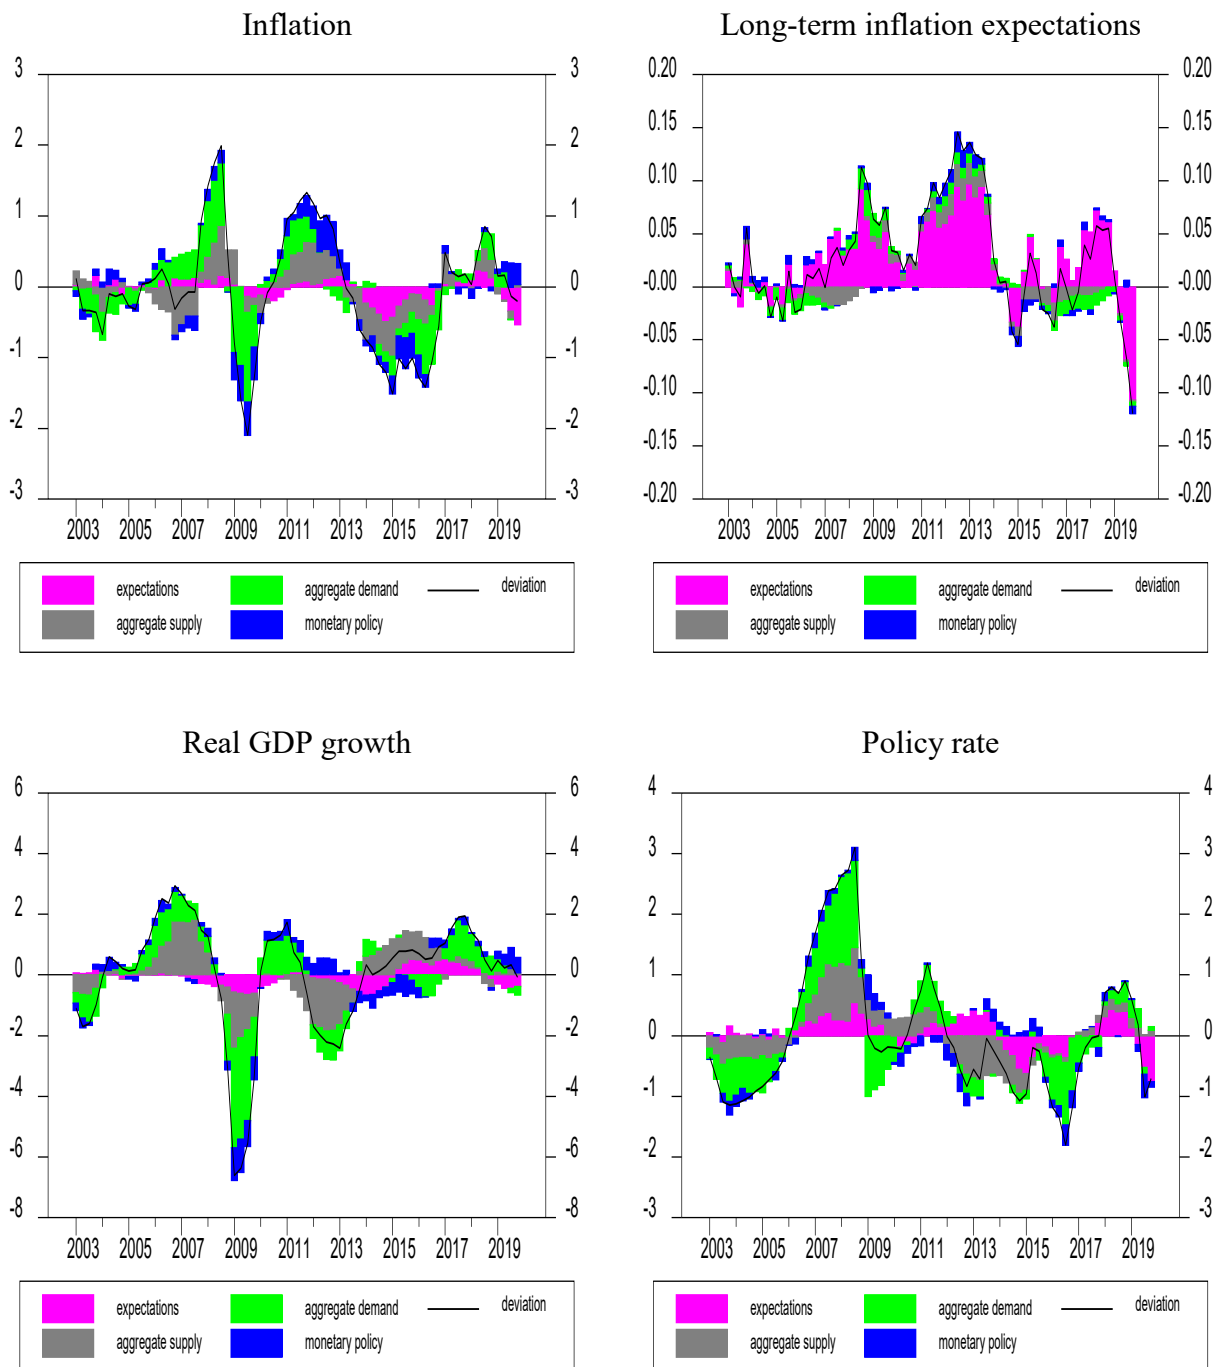 Inflation
Long-term inflation expectations
3 3 0.20 0.20
0.15 0.15
2 2
0.10 0.10
1 1
0.05 0.05
0 0 -0.00 -0.00
-0.05 -0.05
-1 -1
-0.10 -0.10
-2 -2
-0.15 -0.15
-3 -3 -0.20 -0.20
2003 2005 2007 2009 2011 2013 2015 2017 2019
2003 2005 2007 2009 2011 2013 2015 2017 2019
expectations aggregate demand deviation
aggregate supply monetary policy
expectations aggregate demand deviation
aggregate supply monetary policy
Real GDP growth
Policy rate
6 6 4 4
4 4 3 3
2 2 2 2
0 0 1 1
-2 -2 0 0
-4 -4 -1 -1
-6 -6 -2 -2
-8 -8 -3 -3
2003 2005 2007 2009 2011 2013 2015 2017 2019
2003 2005 2007 2009 2011 2013 2015 2017 2019
expectations aggregate demand deviation
aggregate supply monetary policy
expectations aggregate demand deviation
aggregate supply monetary policy